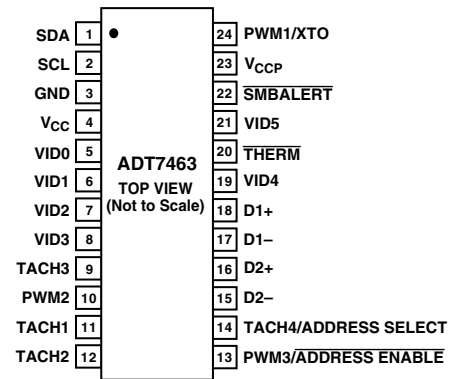 SDA 1
SCL 2
GND 3
VCC 4
VID0 5
VID1 6
VID2 7
VID3 8
TACH3 9
PWM2 10
TACH1 11
TACH2 12
ADT7463
TOP VIEW
(Not to Scale)
24 PWM1/XTO
23 VCCP
22 SMBALERT
21 VID5
20 THERM
19 VID4
18 D1+
17 D1–
16 D2+
15 D2–
14 TACH4/ADDRESS SELECT
13 PWM3/ADDRESS ENABLE